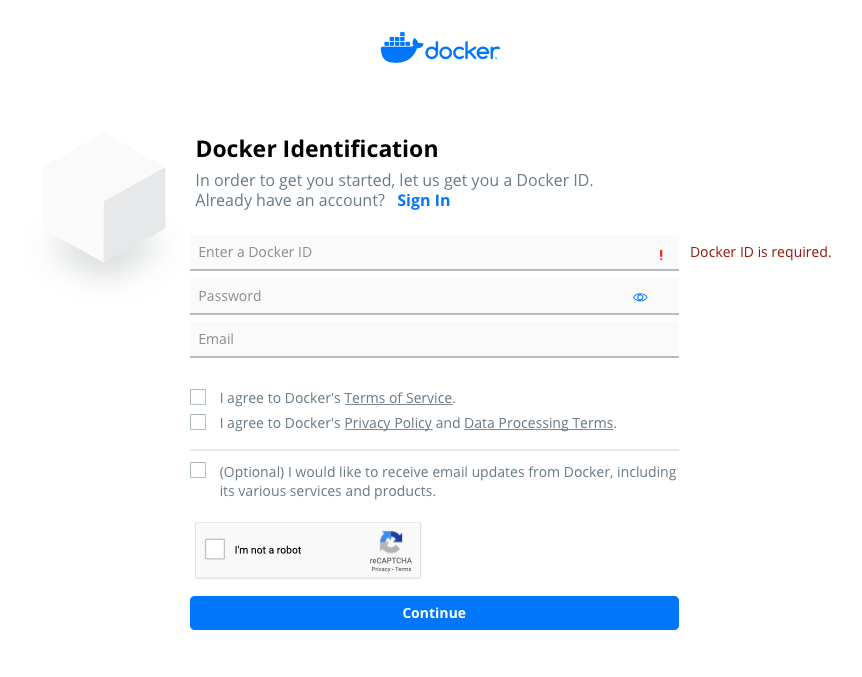 docker
Docker Identification
In order to get you started, let us get you a Docker ID.
Already have an account? Sign In
Enter a Docker ID ! Docker ID is required.
Password
Email
I agree to Docker's Terms of Service.
I agree to Docker's Privacy Policy and Data Processing Terms.
(Optional) I would like to receive email updates from Docker, including
its various services and products.
I'm not a robot
reCAPTCHA
Privacy - Terms
Continue